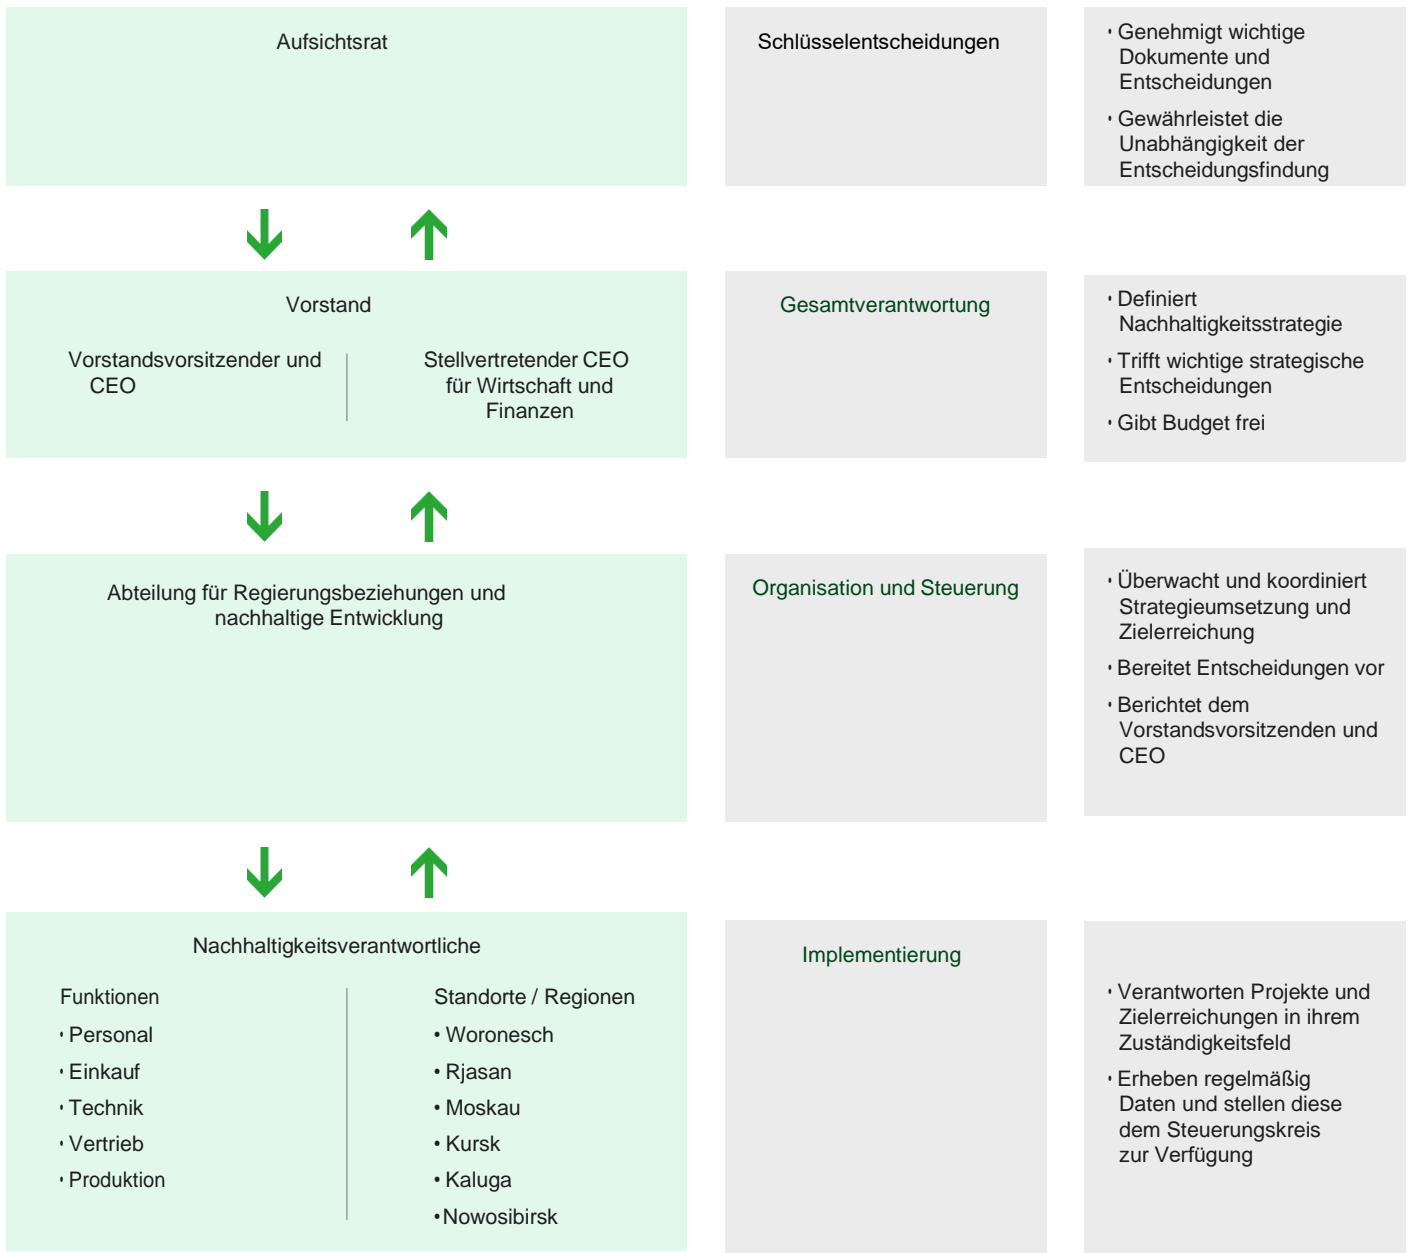 Aufsichtsrat
Schlüsselentscheidungen
• Genehmigt wichtige
Dokumente und
Entscheidungen
• Gewährleistet die
Unabhängigkeit der
Entscheidungsfindung
Vorstand
Vorstandsvorsitzender und
CEO
Stellvertretender CEO
für Wirtschaft und
Finanzen
Gesamtverantwortung
• Definiert
Nachhaltigkeitsstrategie
• Trifft wichtige strategische
Entscheidungen
• Gibt Budget frei
Abteilung für Regierungsbeziehungen und
nachhaltige Entwicklung
Organisation und Steuerung
• Überwacht und koordiniert
Strategieumsetzung und
Zielerreichung
• Bereitet Entscheidungen vor
• Berichtet dem
Vorstandsvorsitzenden und
CEO
Nachhaltigkeitsverantwortliche
Funktionen
• Personal
• Einkauf
• Technik
• Vertrieb
• Produktion
Standorte / Regionen
• Woronesch
• Rjasan
• Moskau
• Kursk
• Kaluga
•Nowosibirsk
Implementierung
• Verantworten Projekte und
Zielerreichungen in ihrem
Zuständigkeitsfeld
• Erheben regelmäßig
Daten und stellen diese
dem Steuerungskreis
zur Verfügung